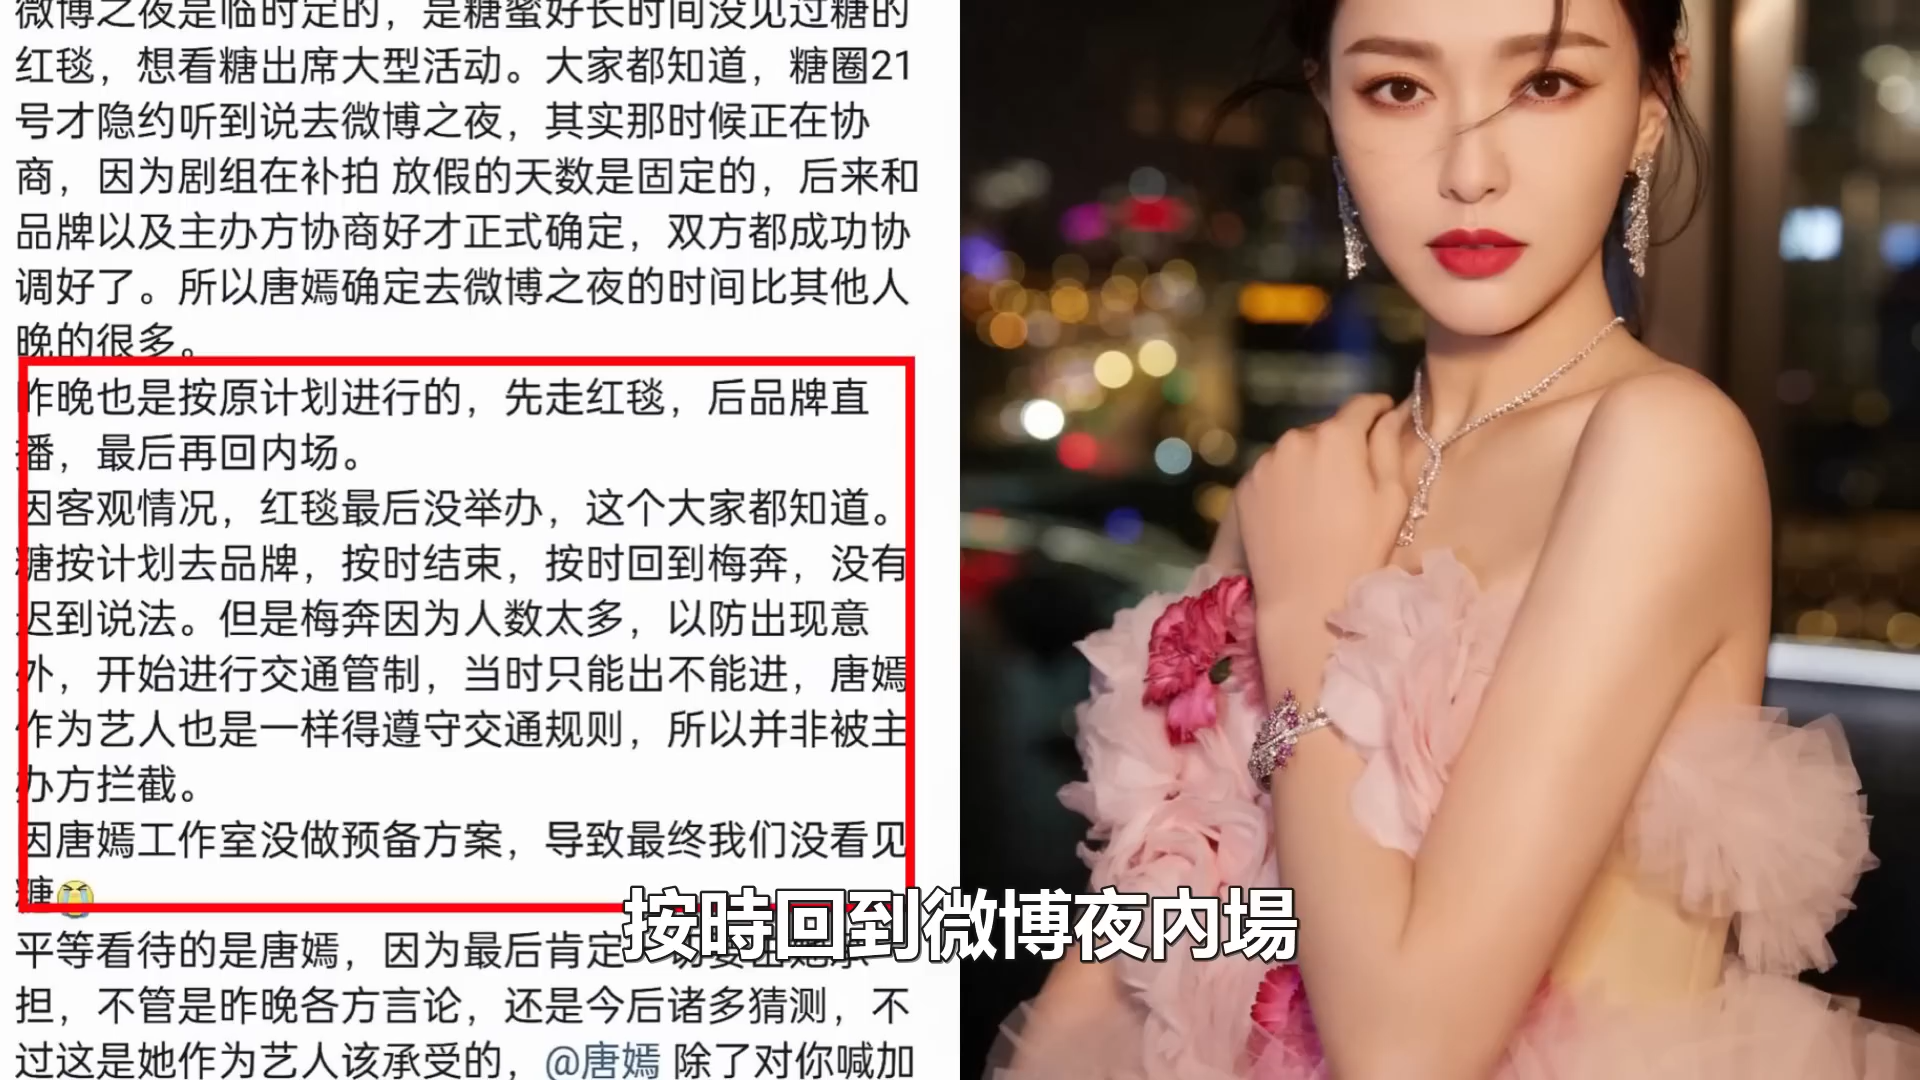 微博之夜是临时定的，是糖蜜好长时间没见过糖的
红毯，想看糖出席大型活动。大家都知道，糖圈21
号才隐约听到说去微博之夜，其实那时候正在协
商，因为剧组在补拍 放假的天数是固定的，后来和
品牌以及主办方协商好才正式确定，双方都成功协
调好了。所以唐嫣确定去微博之夜的时间比其他人
晚的很多。
昨晚也是按原计划进行的，先走红毯，后品牌直
播，最后再回内场。
因客观情况，红毯最后没举办，这个大家都知道。
糖按计划去品牌，按时结束，按时回到梅奔，没有
迟到说法。但是梅奔因为人数太多，以防出现意
外，开始进行交通管制，当时只能出不能进，唐嫣
作为艺人也是一样得遵守交通规则，所以并非被主
办方拦截。
因唐嫣工作室没做预备方案，导致最终我们没看见
糖😭
按時回到微博夜內場
平等看待的是唐嫣，因为最后肯定
担，不管是昨晚各方言论，还是今后诸多猜测，不
过这是她作为艺人该承受的，@唐嫣 除了对你喊加